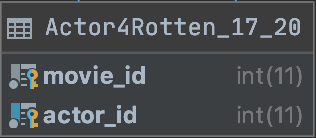 Actor4Rotten_17_20
movie_id int(11)
actor_id int(11)